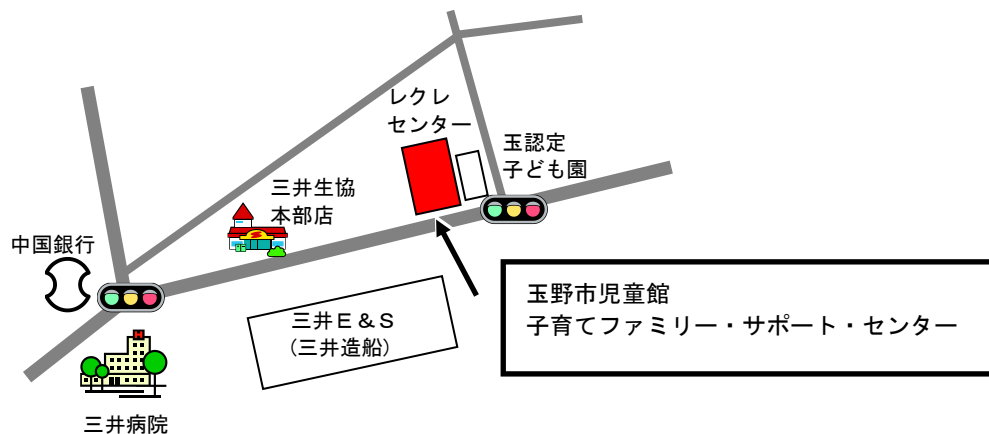 レクレ
センター
玉認定
子ども園
三井生協
本部店
中国銀行
三井E&S
(三井造船)
玉野市児童館
子育てファミリー・サポート・センター
H
三井病院